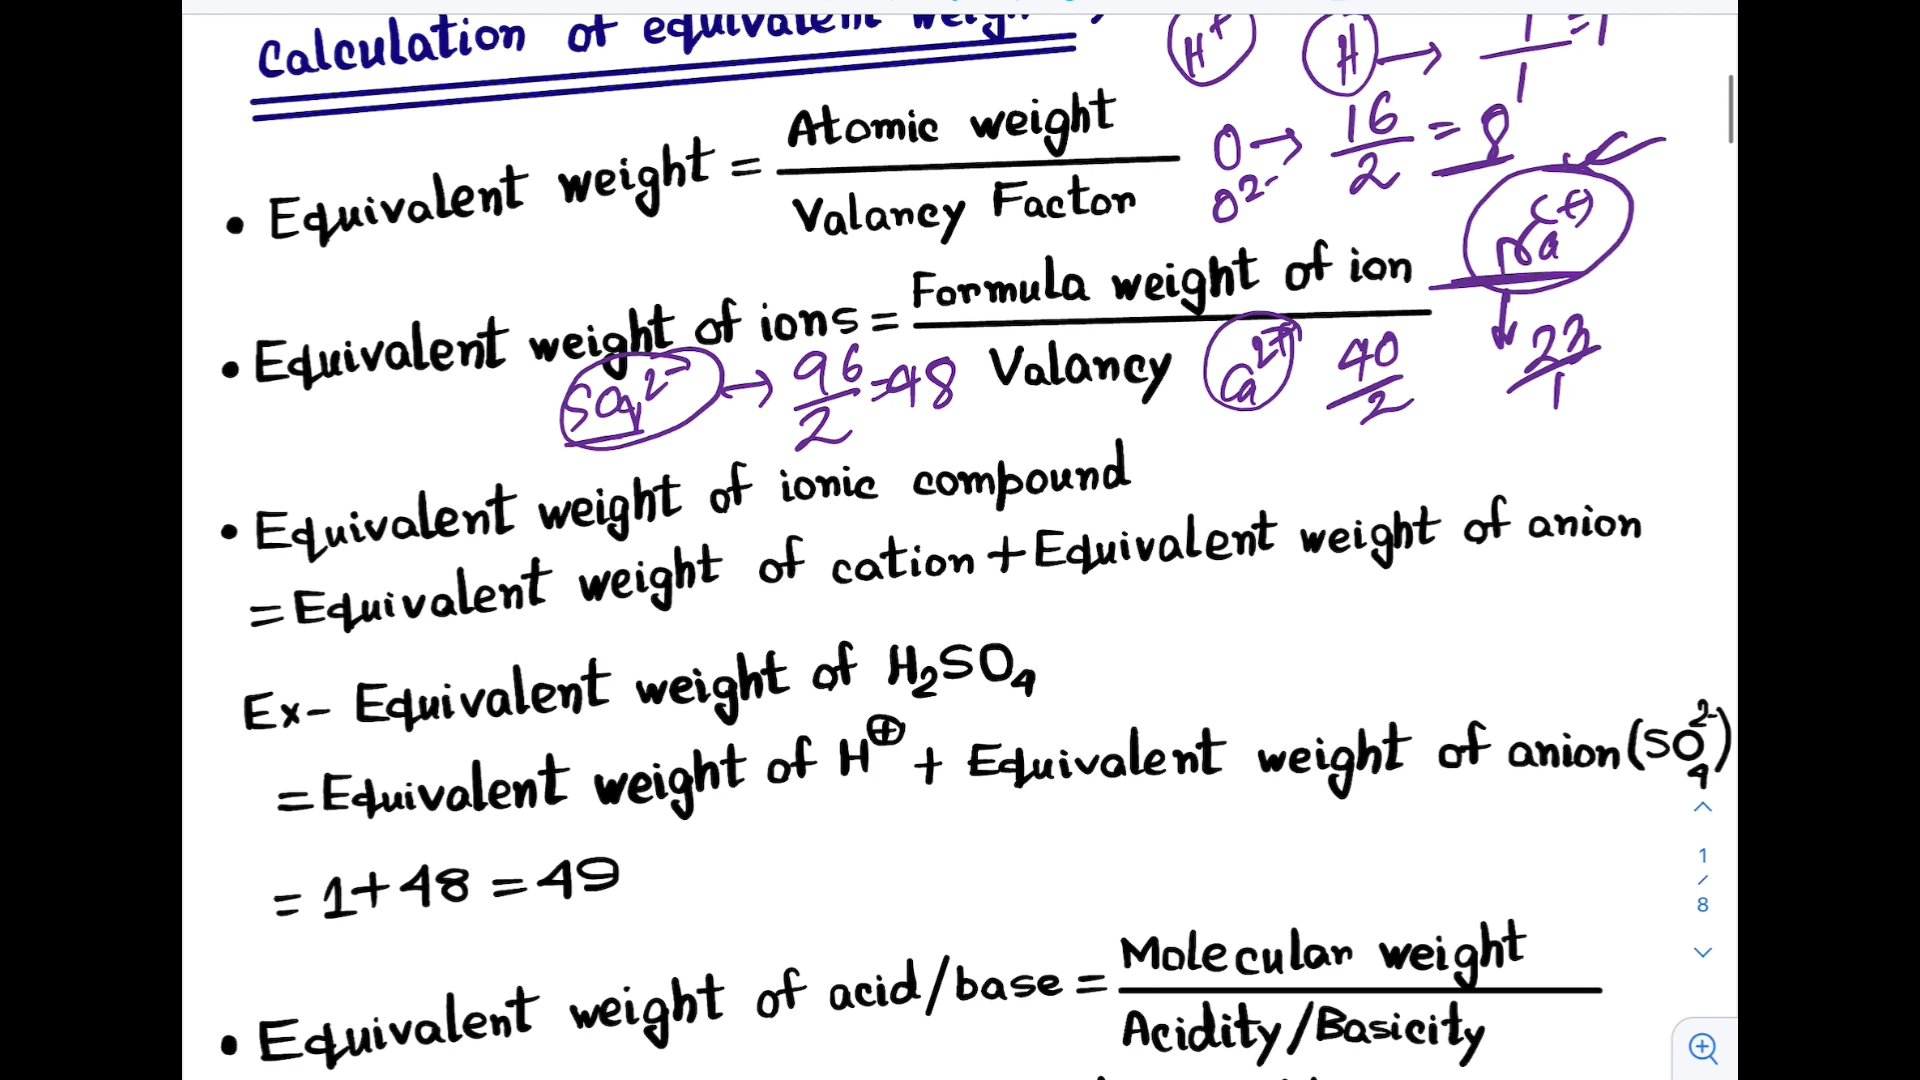 Calculation of equivalent weight
H⁺ H → 1/1 = 1
• Equivalent weight = Atomic weight / Valancy Factor
O → 16/2 = 8
O²⁻
Na(+)
↓
23/1
• Equivalent weight of ions = Formula weight of ion / Valancy
SO₄²⁻ → 96/2 = 48
Ca²⁺ 40/2
• Equivalent weight of ionic compound
= Equivalent weight of cation + Equivalent weight of anion
Ex- Equivalent weight of H₂SO₄
= Equivalent weight of H⊕ + Equivalent weight of anion (SO₄²⁻)
= 1+48 = 49
• Equivalent weight of acid/base = Molecular weight / Acidity/Basicity
1
/
8